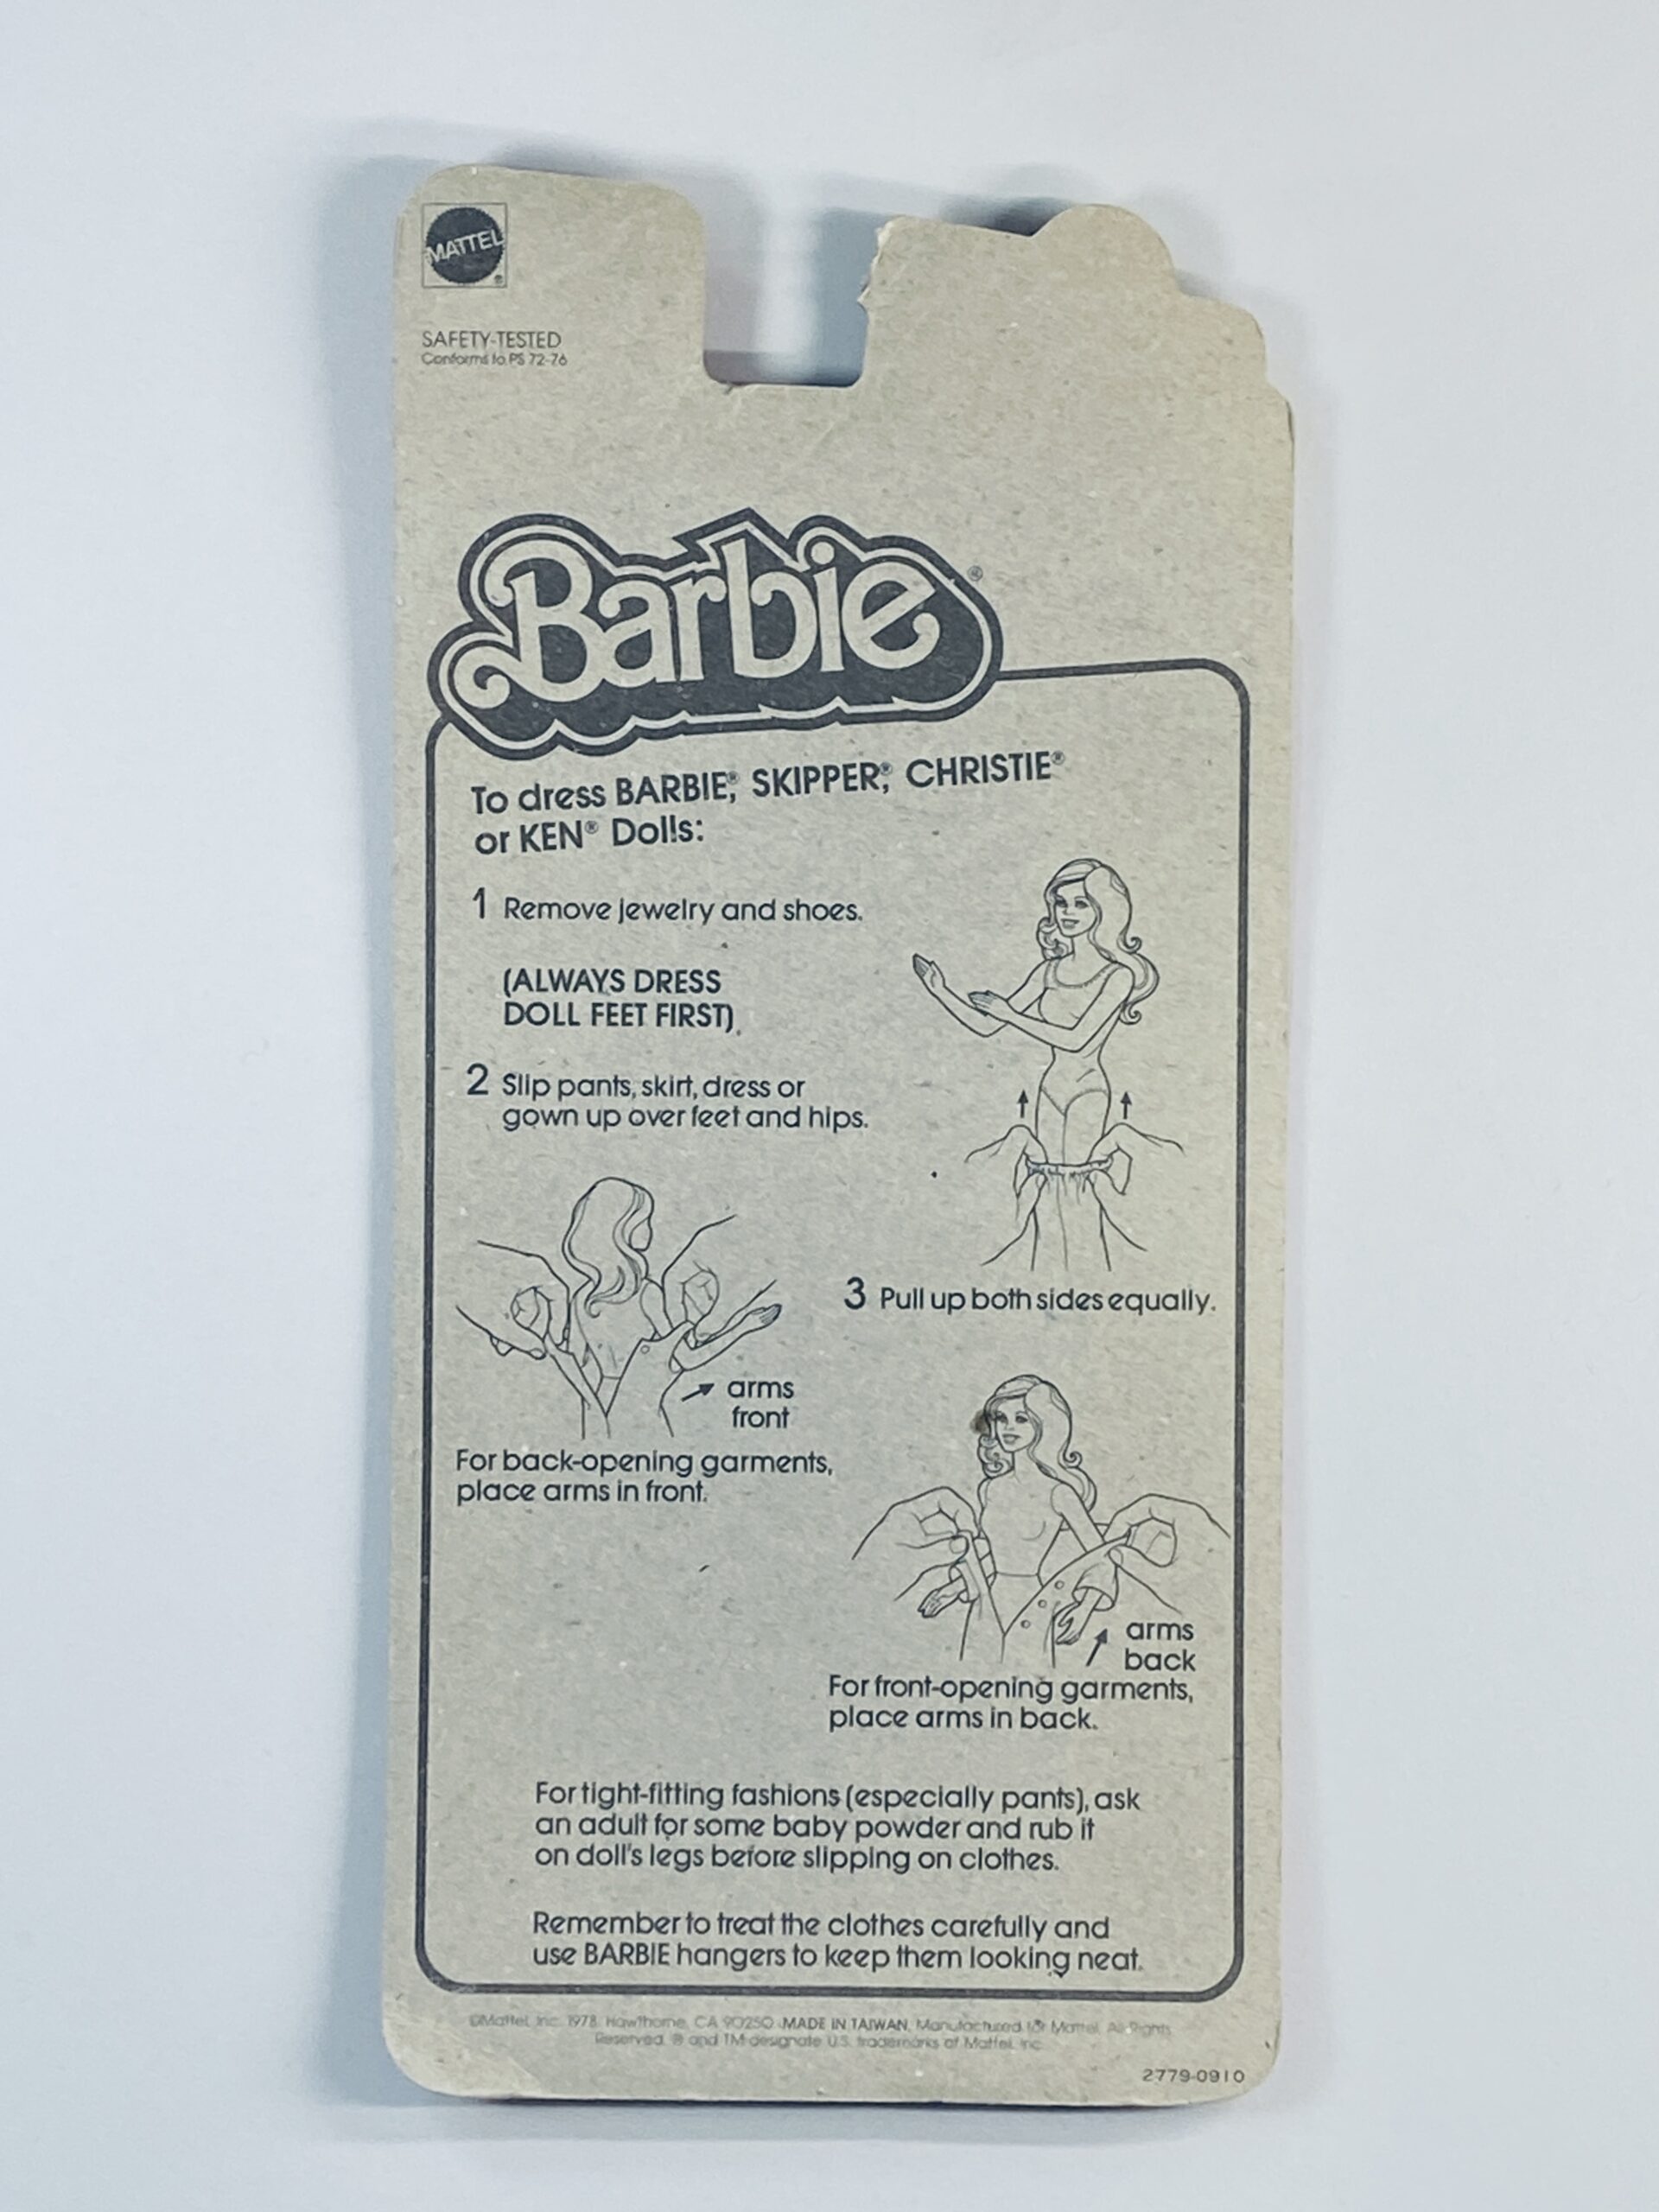 MATTEL
®
SAFETY-TESTED
Conforms to PS 72-76
Barbie®
To dress BARBIE®, SKIPPER®, CHRISTIE®
or KEN® Dolls:
1 Remove jewelry and shoes.
(ALWAYS DRESS
DOLL FEET FIRST).
2 Slip pants, skirt, dress or
gown up over feet and hips.
3 Pull up both sides equally.
arms
front
For back-opening garments,
place arms in front.
arms
back
For front-opening garments,
place arms in back.
For tight-fitting fashions (especially pants), ask
an adult for some baby powder and rub it
on doll's legs before slipping on clothes.
Remember to treat the clothes carefully and
use BARBIE hangers to keep them looking neat.
©Mattel, Inc. 1978 Hawthorne, CA 90250 MADE IN TAIWAN. Manufactured for Mattel. All Rights
Reserved. ® and TM designate U.S. trademarks of Mattel, Inc.
2779-0910